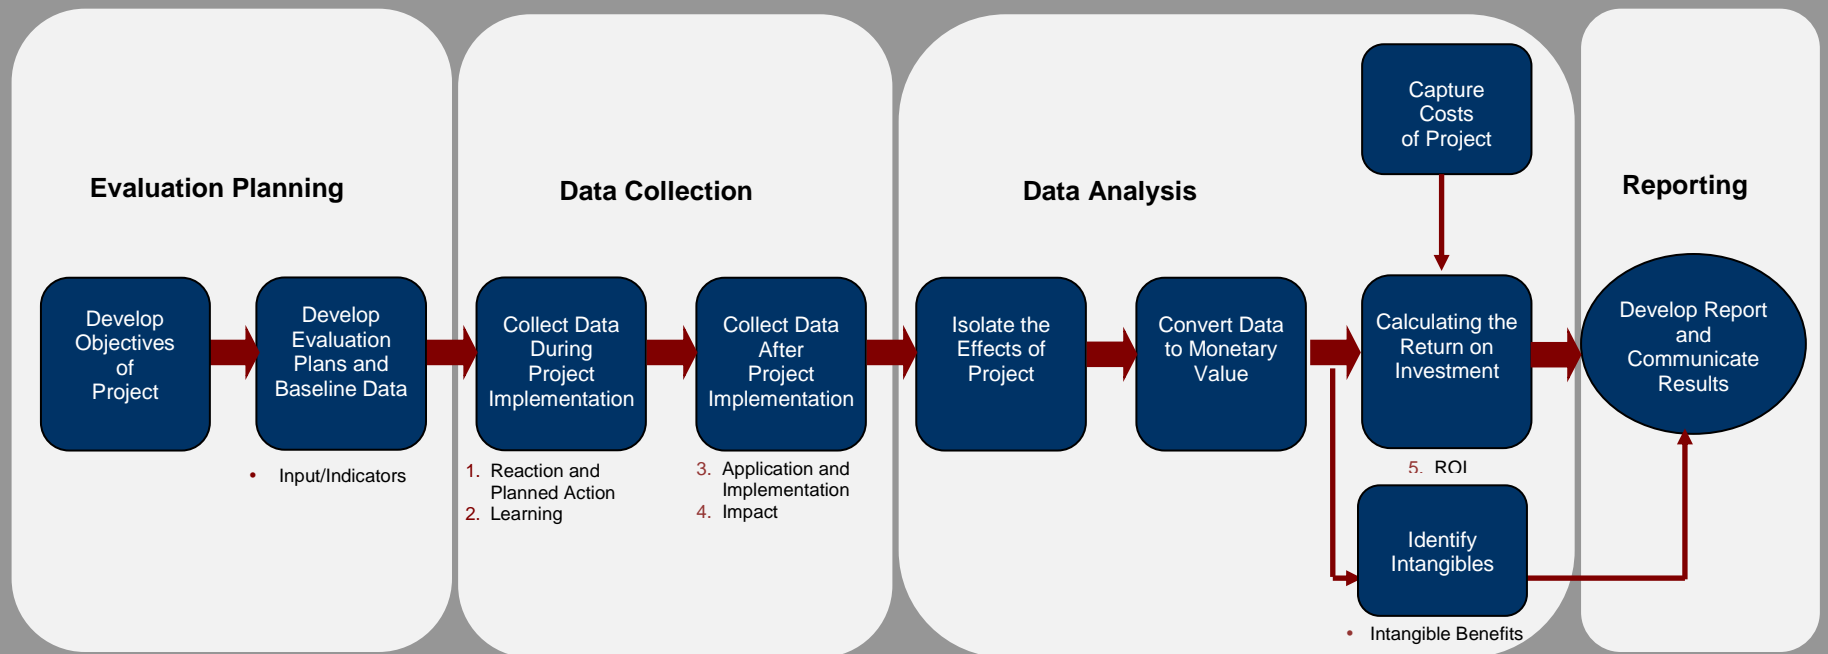 Evaluation Planning
Develop
Objectives
of
Project
Develop
Evaluation
Plans and
Baseline Data
• Input/Indicators
Data Collection
Collect Data
During
Project
Implementation
1. Reaction and
Planned Action
2. Learning
Collect Data
After
Project
Implementation
3. Application and
Implementation
4. Impact
Data Analysis
Isolate the
Effects of
Project
Convert Data
to Monetary
Value
Capture
Costs
of Project
Calculating the
Return on
Investment
5. ROI
Identify
Intangibles
• Intangible Benefits
Reporting
Develop Report
and
Communicate
Results